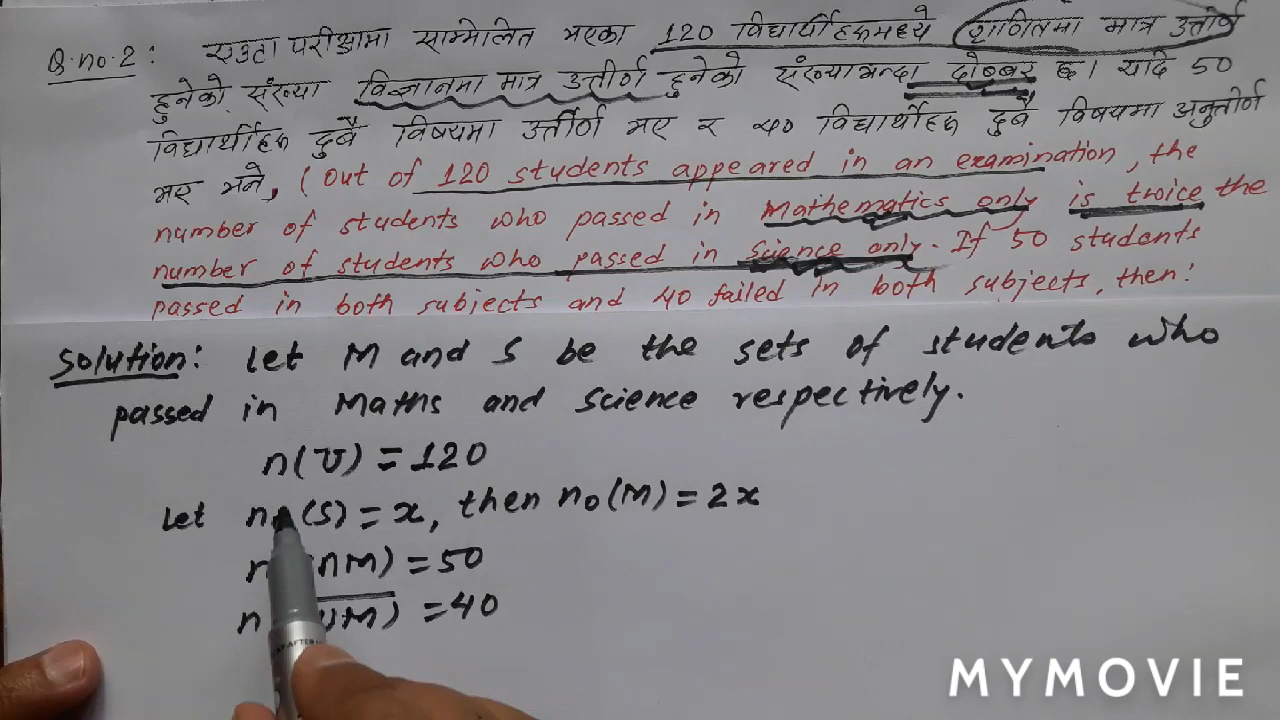 Q.no.2: एउटा परीक्षामा सम्मिलित भएका 120 विद्यार्थीहरूमध्ये गणितमा मात्र उत्तीर्ण
हुनेको संख्या विज्ञानमा मात्र उत्तीर्ण हुनेको संख्याभन्दा दोब्बर छ। यदि 50
विद्यार्थीहरू दुवै विषयमा उत्तीर्ण भए र 40 विद्यार्थीहरू दुवै विषयमा अनुत्तीर्ण
भए भने, (Out of 120 students appeared in an examination, the
number of students who passed in Mathematics only is twice the
number of students who passed in Science only. If 50 students
passed in both subjects and 40 failed in both subjects, then:
Solution: Let M and S be the sets of students who
passed in Maths and Science respectively.
n(U) = 120
Let n (S) = x, then no(M) = 2x
n M) = 50
n M) = 40
MYMOVIE